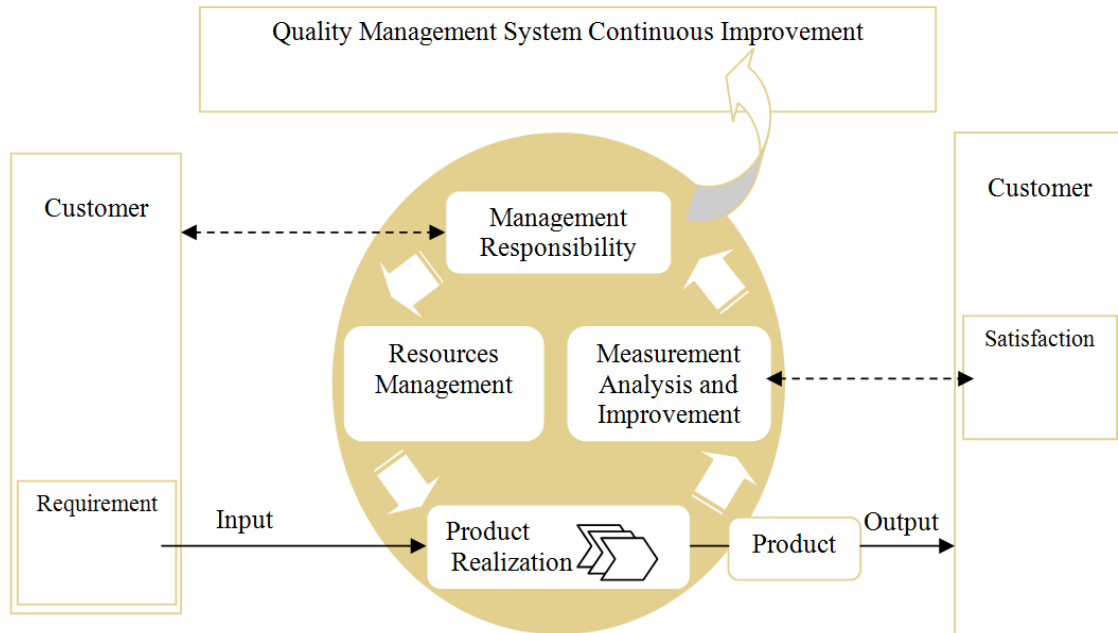 Quality Management System Continuous Improvement
Customer
Customer
Management
Responsibility
Resources
Management
Measurement
Analysis and
Improvement
Satisfaction
Requirement
Input
Product
Realization
Product
Output